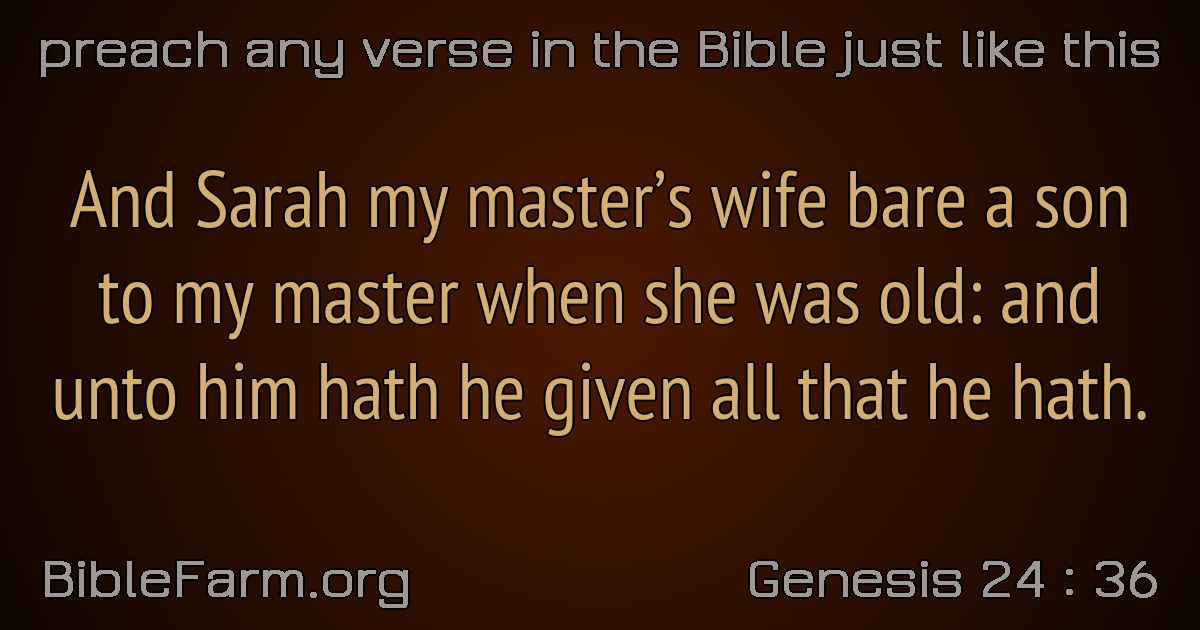 preach any verse in the Bible just like this
And Sarah my master’s wife bare a son
to my master when she was old: and
unto him hath he given all that he hath.
BibleFarm.org
Genesis 24 : 36